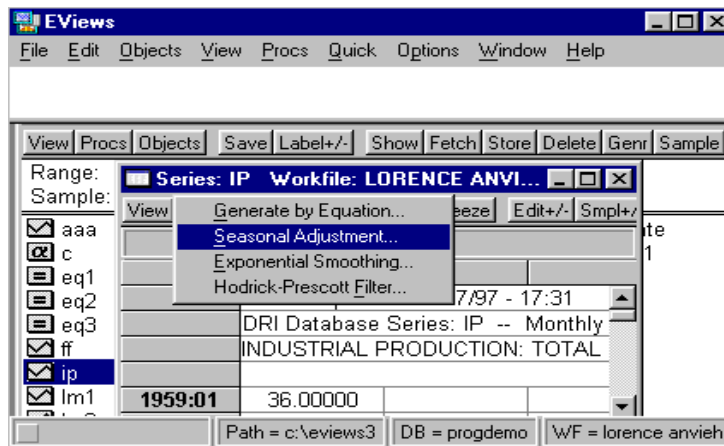 EViews
File Edit Objects View Procs Quick Options Window Help
View Procs Objects Save Label+/- Show Fetch Store Delete Genr Sample
Range:
Sample:
Series: IP Workfile: LORENCE ANVI...
View Edit+/- Smpl+/
Generate by Equation...
Seasonal Adjustment...
Exponential Smoothing...
Hodrick-Prescott Filter...
aaa
c
eq1
eq2
eq3
ff
ip
lm1
7/97 - 17:31
DRI Database Series: IP -- Monthly
INDUSTRIAL PRODUCTION: TOTAL
1959:01 36.00000
Path = c:\eviews3 DB = progdemo WF = lorence anvieh